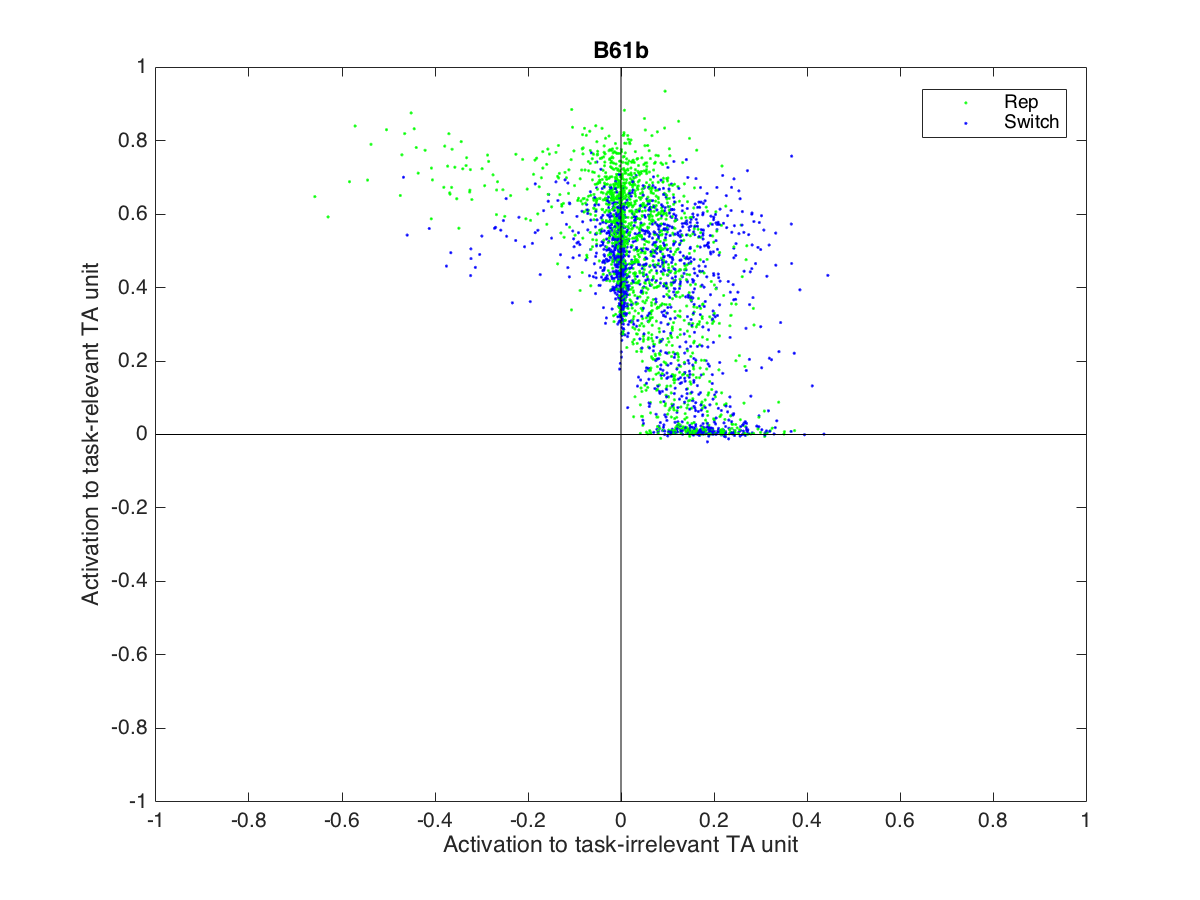 B61b
Rep
Switch
1
0.8
0.6
0.4
0.2
0
-0.2
-0.4
-0.6
-0.8
-1
Activation to task-relevant TA unit
-1 -0.8 -0.6 -0.4 -0.2 0 0.2 0.4 0.6 0.8 1
Activation to task-irrelevant TA unit